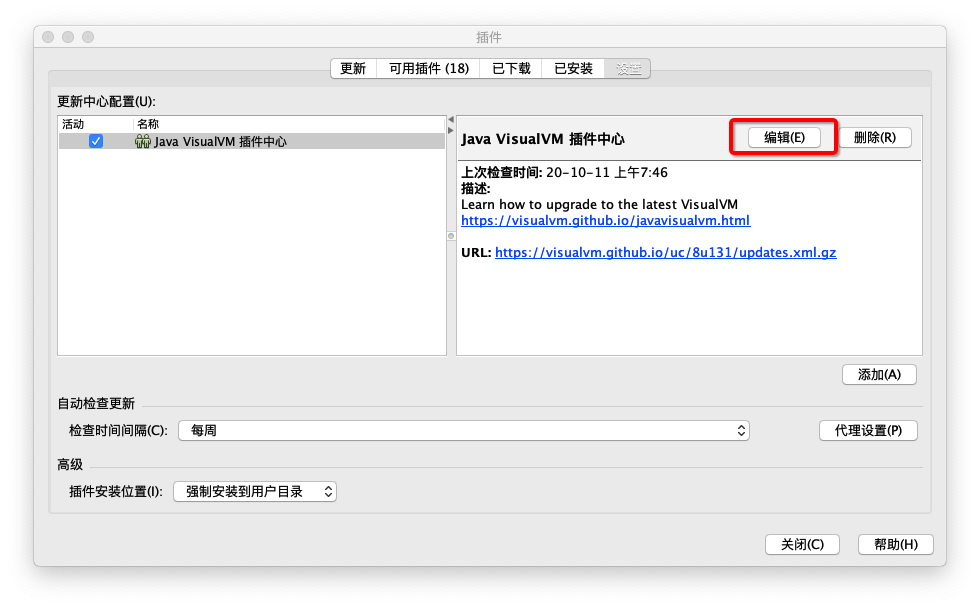 插件
更新 可用插件 (18) 已下载 已安装 设置
更新中心配置(U):
活动 名称
Java VisualVM 插件中心
Java VisualVM 插件中心 编辑(E) 删除(R)
上次检查时间: 20-10-11 上午7:46
描述:
Learn how to upgrade to the latest VisualVM
https://visualvm.github.io/javavisualvm.html
URL: https://visualvm.github.io/uc/8u131/updates.xml.gz
添加(A)
自动检查更新
检查时间间隔(C): 每周 代理设置(P)
高级
插件安装位置(I): 强制安装到用户目录
关闭(C) 帮助(H)